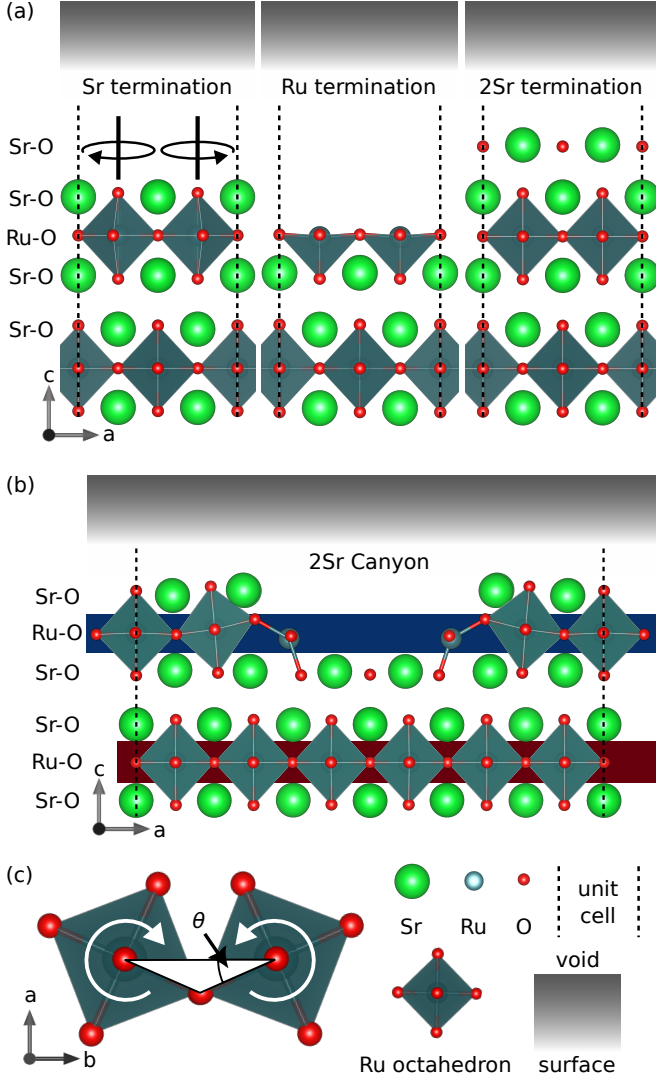 (a)
Sr termination Ru termination 2Sr termination
Sr-O
Sr-O
Ru-O
Sr-O
Sr-O
c
a
(b)
2Sr Canyon
Sr-O
Ru-O
Sr-O
Sr-O
Ru-O
Sr-O
c
a
(c)
θ
a
b
Sr Ru O
unit
cell
Ru octahedron
void
surface